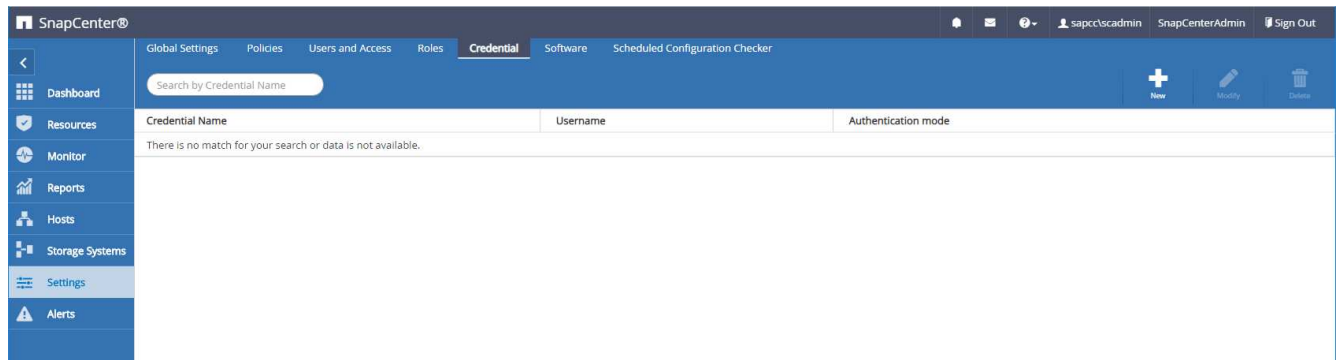 SnapCenter® sapcc\scadmin SnapCenterAdmin Sign Out
Global Settings Policies Users and Access Roles Credential Software Scheduled Configuration Checker
Search by Credential Name
New Modify Delete
Dashboard
Resources
Monitor
Reports
Hosts
Storage Systems
Settings
Alerts
Credential Name Username Authentication mode
There is no match for your search or data is not available.